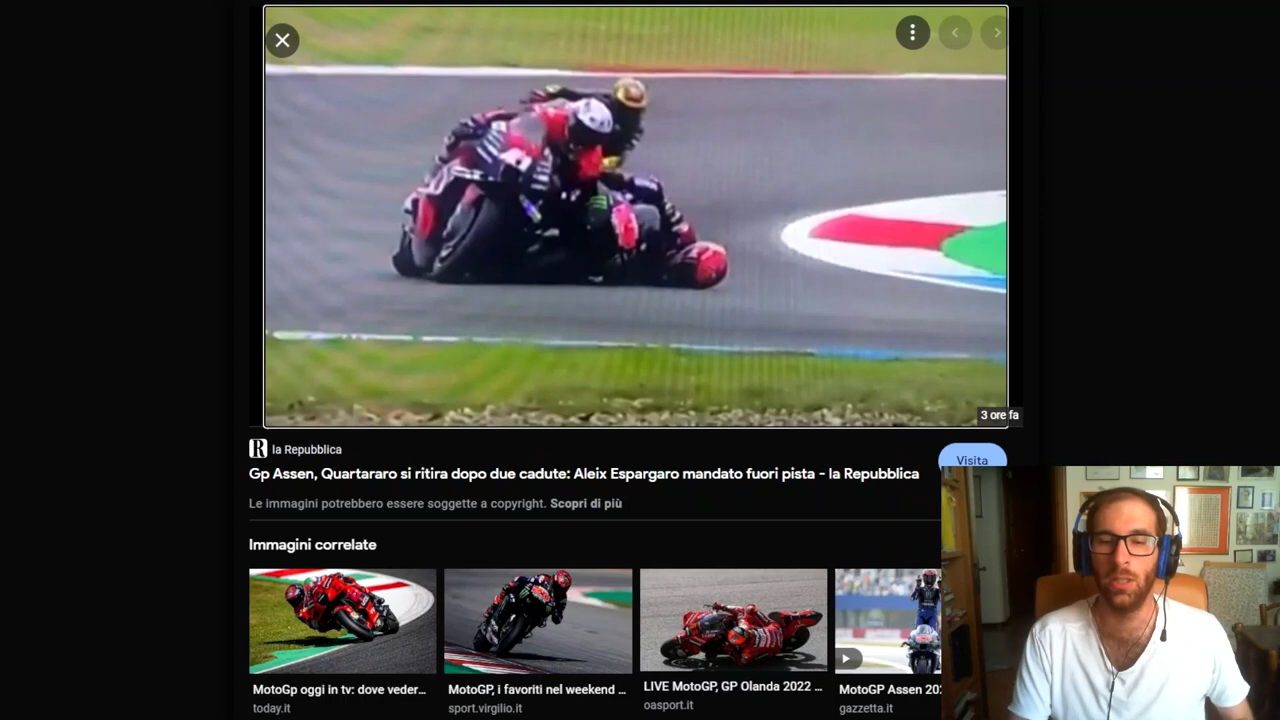 3 ore fa
R la Repubblica
Visita
Gp Assen, Quartararo si ritira dopo due cadute: Aleix Espargaro mandato fuori pista - la Repubblica
Le immagini potrebbero essere soggette a copyright. Scopri di più
Immagini correlate
MotoGp oggi in tv: dove veder...
today.it
MotoGP, i favoriti nel weekend ...
sport.virgilio.it
LIVE MotoGP, GP Olanda 2022 ...
oasport.it
MotoGP Assen 202
gazzetta.it